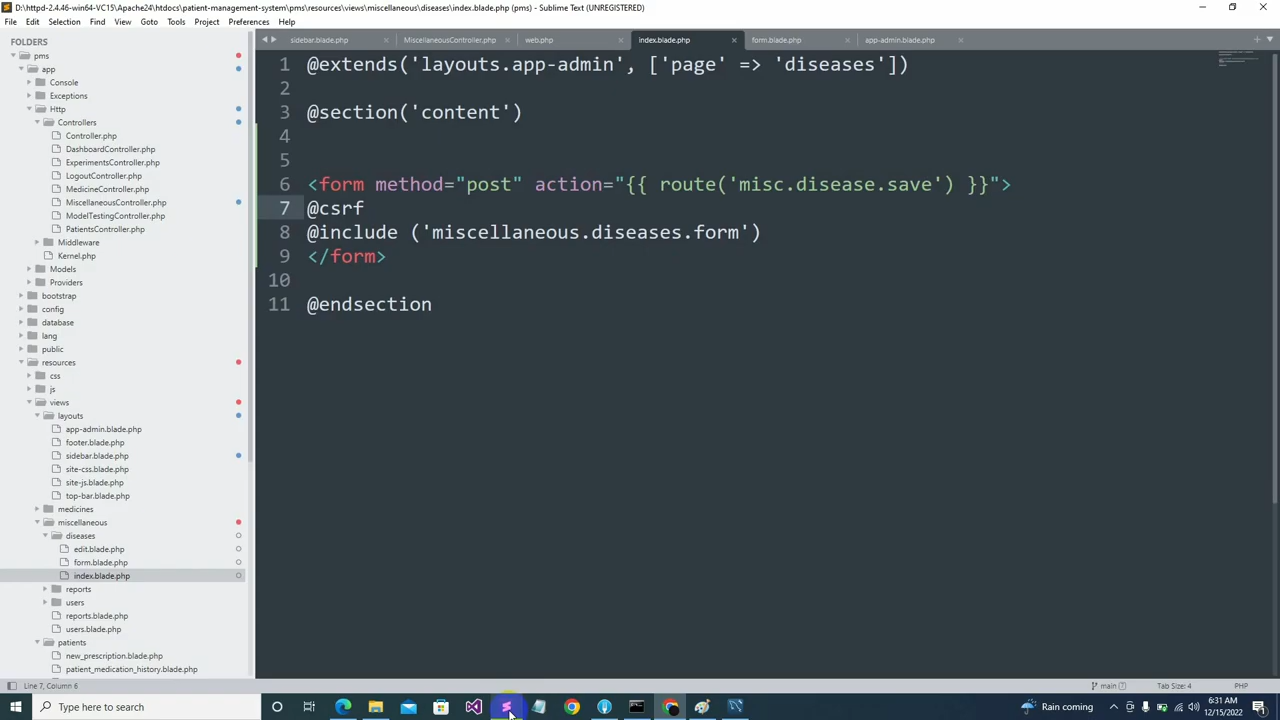 D:\httpd-2.4.46-win64-VC15\Apache24\htdocs\patient-management-system\pms\resources\views\miscellaneous\diseases\index.blade.php (pms) - Sublime Text (UNREGISTERED)
File Edit Selection Find View Goto Tools Project Preferences Help
FOLDERS
pms
app
Console
Exceptions
Http
Controllers
Controller.php
DashboardController.php
ExperimentsController.php
LogoutController.php
MedicineController.php
MiscellaneousController.php
ModelTestingController.php
PatientsController.php
Middleware
Kernel.php
Models
Providers
bootstrap
config
database
lang
public
resources
css
js
views
layouts
app-admin.blade.php
footer.blade.php
sidebar.blade.php
site-css.blade.php
site-js.blade.php
top-bar.blade.php
medicines
miscellaneous
diseases
edit.blade.php
form.blade.php
index.blade.php
reports
users
reports.blade.php
users.blade.php
patients
new_prescription.blade.php
patient_medication_history.blade.php
sidebar.blade.php MiscellaneousController.php web.php index.blade.php form.blade.php app-admin.blade.php
1 @extends('layouts.app-admin', ['page' => 'diseases'])
2
3 @section('content')
4
5
6 <form method="post" action="{{ route('misc.disease.save') }}">
7 @csrf
8 @include ('miscellaneous.diseases.form')
9 </form>
10
11 @endsection
Line 7, Column 6 main Tab Size: 4 PHP
Type here to search Rain coming 6:31 AM
12/15/2022